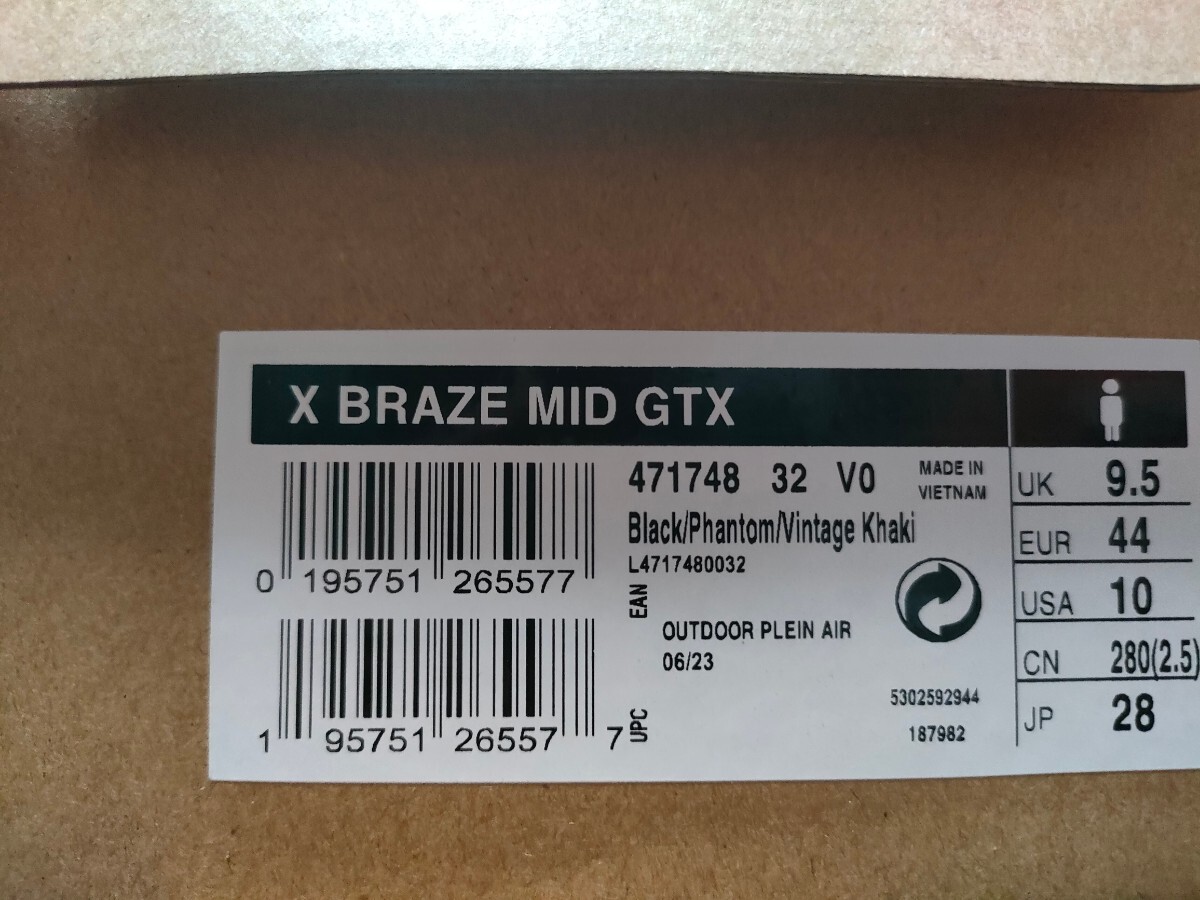 X BRAZE MID GTX
0 195751 265577
EAN
1 95751 26557 7
UPC
471748 32 V0
MADE IN
VIETNAM
Black/Phantom/Vintage Khaki
L4717480032
OUTDOOR PLEIN AIR
06/23
5302592944
187982
UK 9.5
EUR 44
USA 10
CN 280(2.5)
JP 28